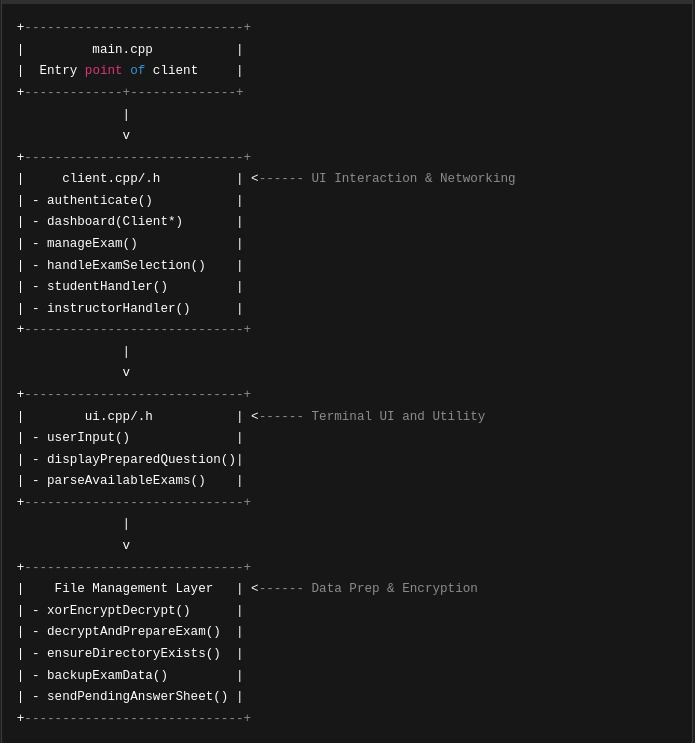 +-----------------------------+
|         main.cpp           |
|  Entry point of client     |
+-------------+--------------+
              |
              v
+-----------------------------+
|     client.cpp/.h          | <------ UI Interaction & Networking
| - authenticate()           |
| - dashboard(Client*)       |
| - manageExam()             |
| - handleExamSelection()    |
| - studentHandler()         |
| - instructorHandler()      |
+-----------------------------+
              |
              v
+-----------------------------+
|        ui.cpp/.h           | <------ Terminal UI and Utility
| - userInput()              |
| - displayPreparedQuestion()|
| - parseAvailableExams()    |
+-----------------------------+
              |
              v
+-----------------------------+
|    File Management Layer   | <------ Data Prep & Encryption
| - xorEncryptDecrypt()      |
| - decryptAndPrepareExam()  |
| - ensureDirectoryExists()  |
| - backupExamData()         |
| - sendPendingAnswerSheet() |
+-----------------------------+